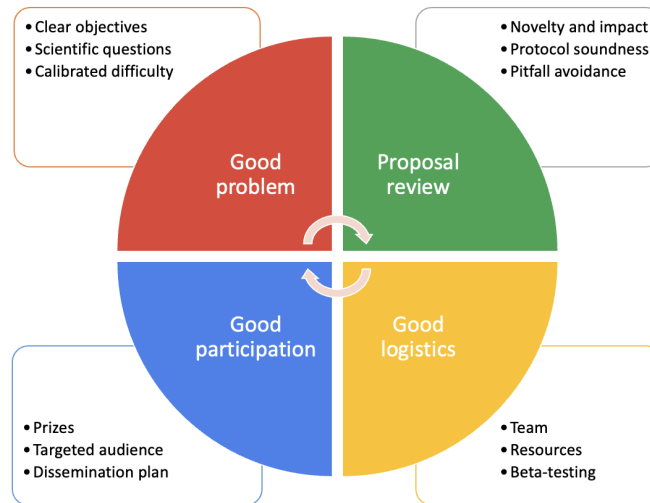 • Clear objectives
• Scientific questions
• Calibrated difficulty
• Novelty and impact
• Protocol soundness
• Pitfall avoidance
Good
problem
Proposal
review
Good
participation
Good
logistics
• Prizes
• Targeted audience
• Dissemination plan
• Team
• Resources
• Beta-testing